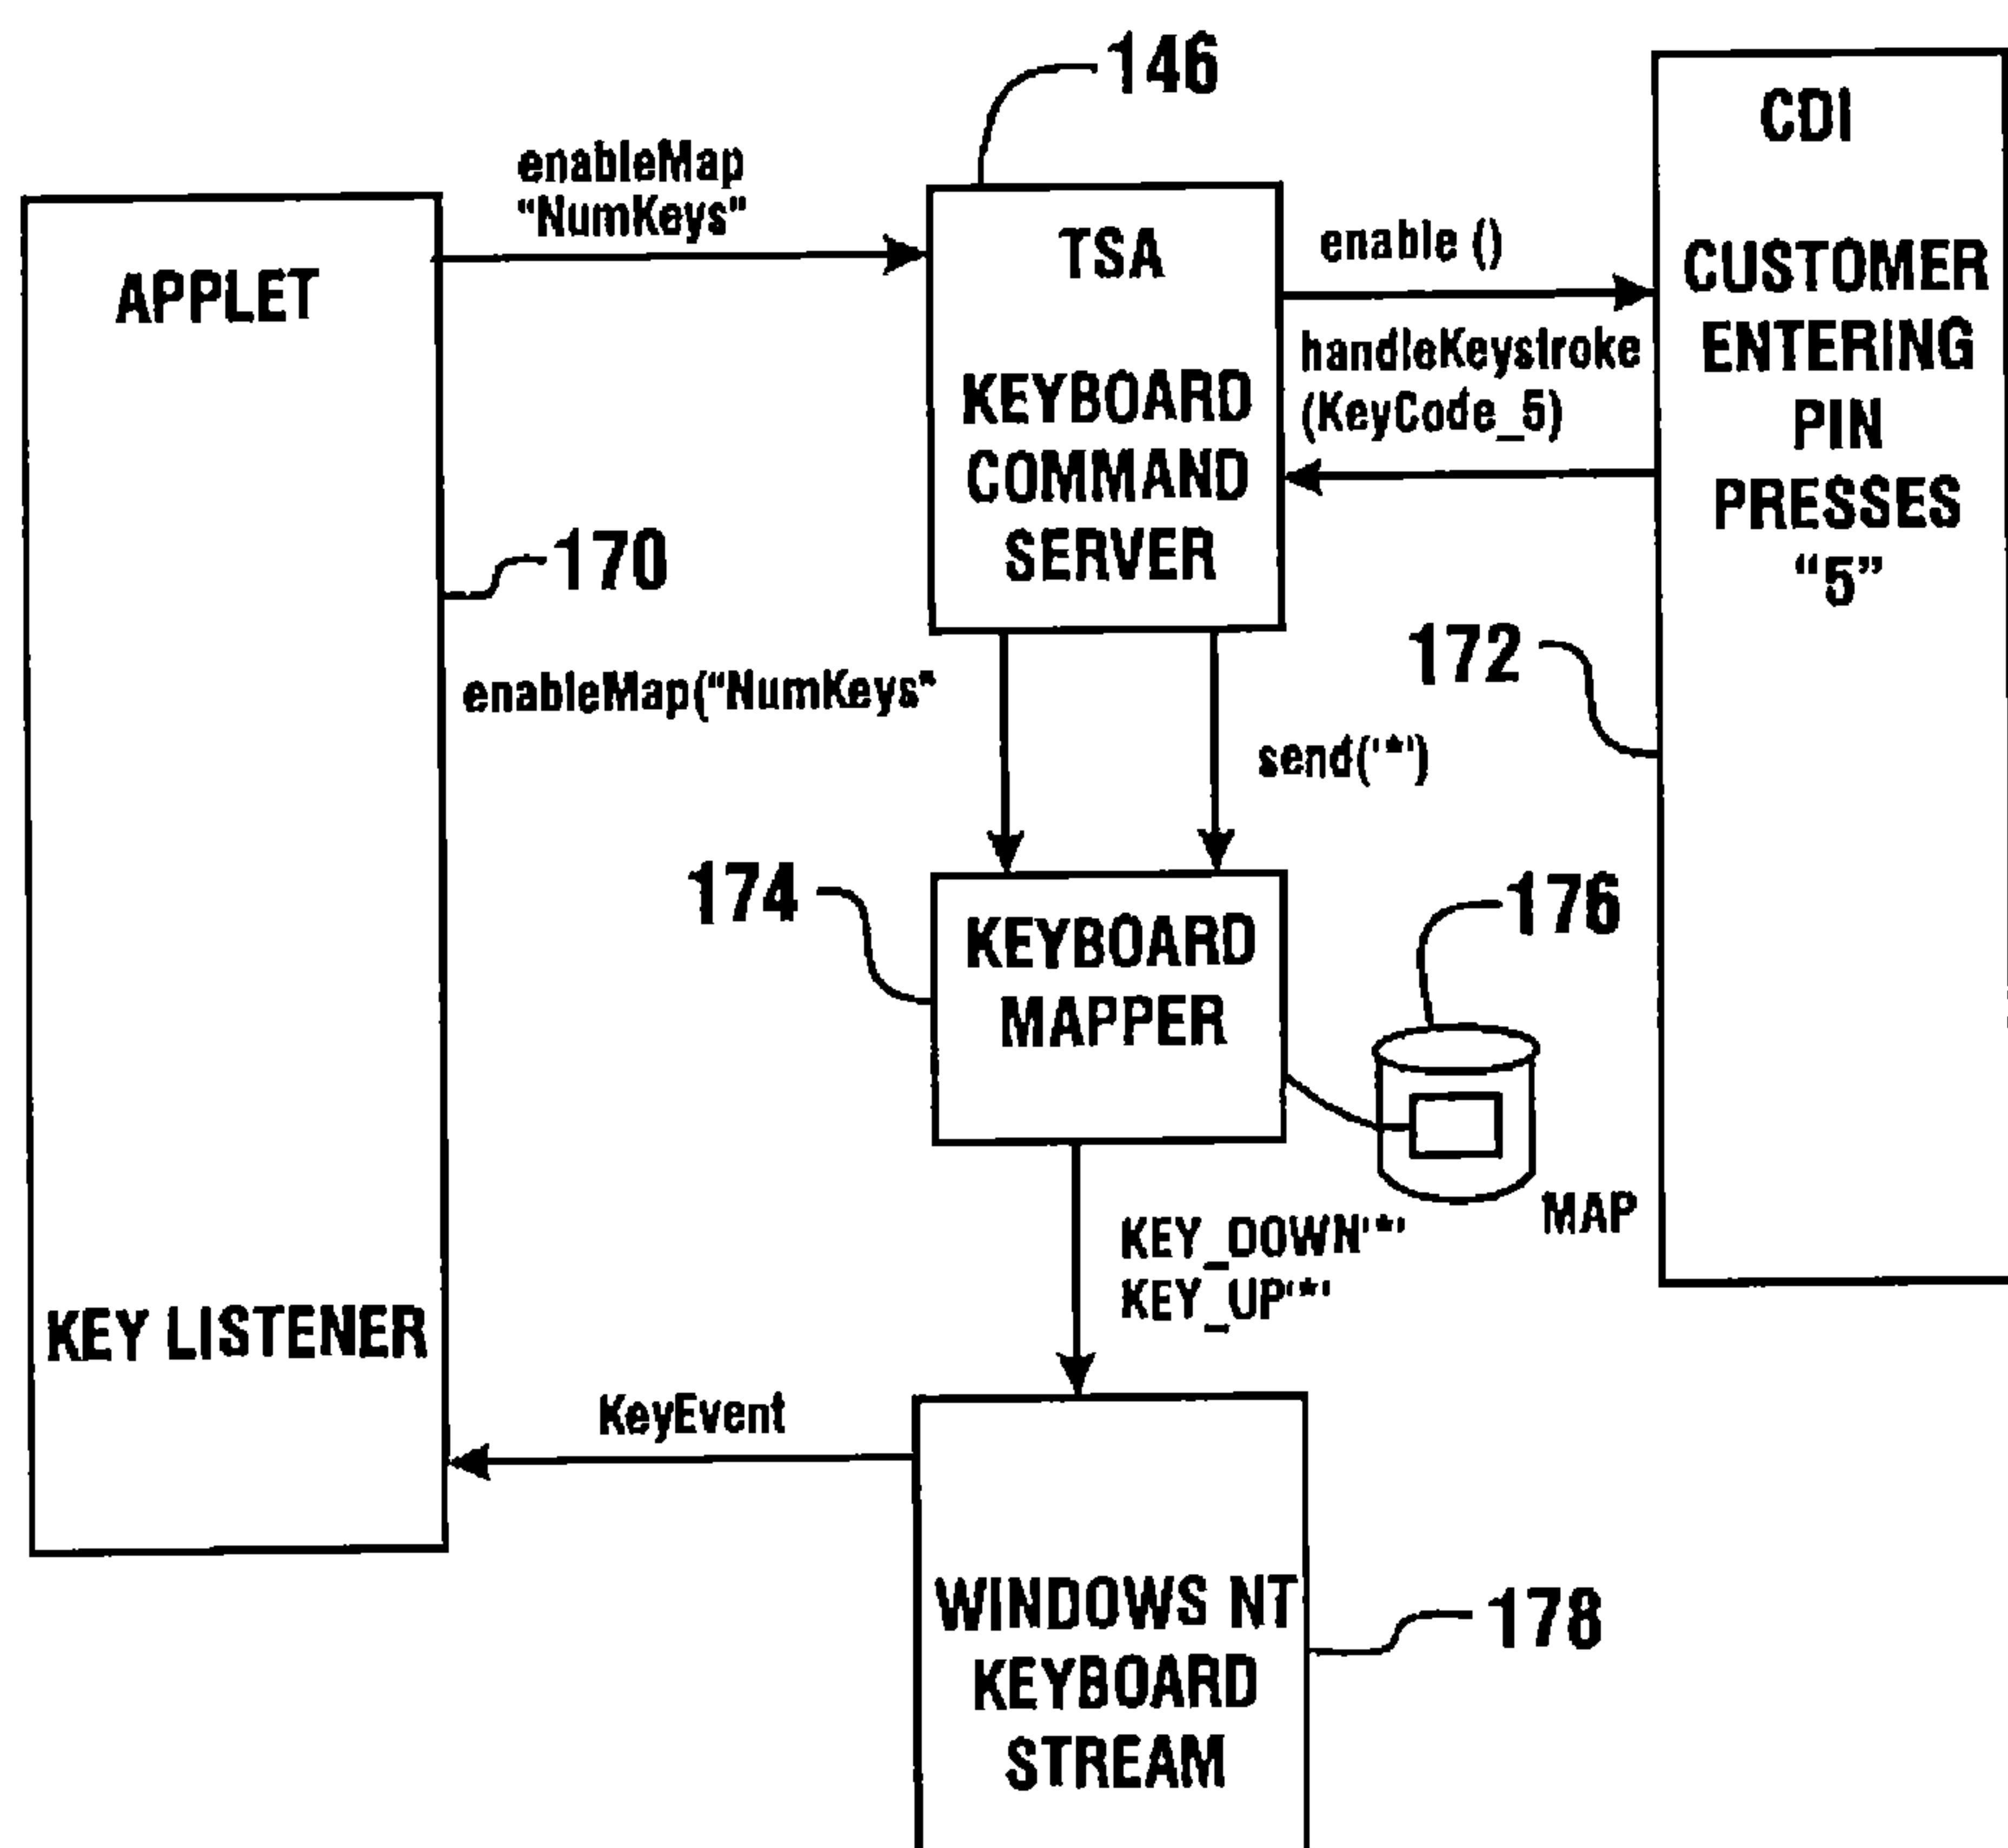 146
enableMap
“NumKeys”
APPLET
170
TSA
KEYBOARD
COMMAND
SERVER
enable ()
handleKeystroke
(KeyCode_5)
CDI
CUSTOMER
ENTERING
PIN
PRESSES
“5”
172
enableMap(“NumKeys"
send('*')
174
KEYBOARD
MAPPER
176
MAP
KEY_DOWN'*'
KEY_UP'*'
KEY LISTENER
KeyEvent
WINDOWS NT
KEYBOARD
STREAM
178